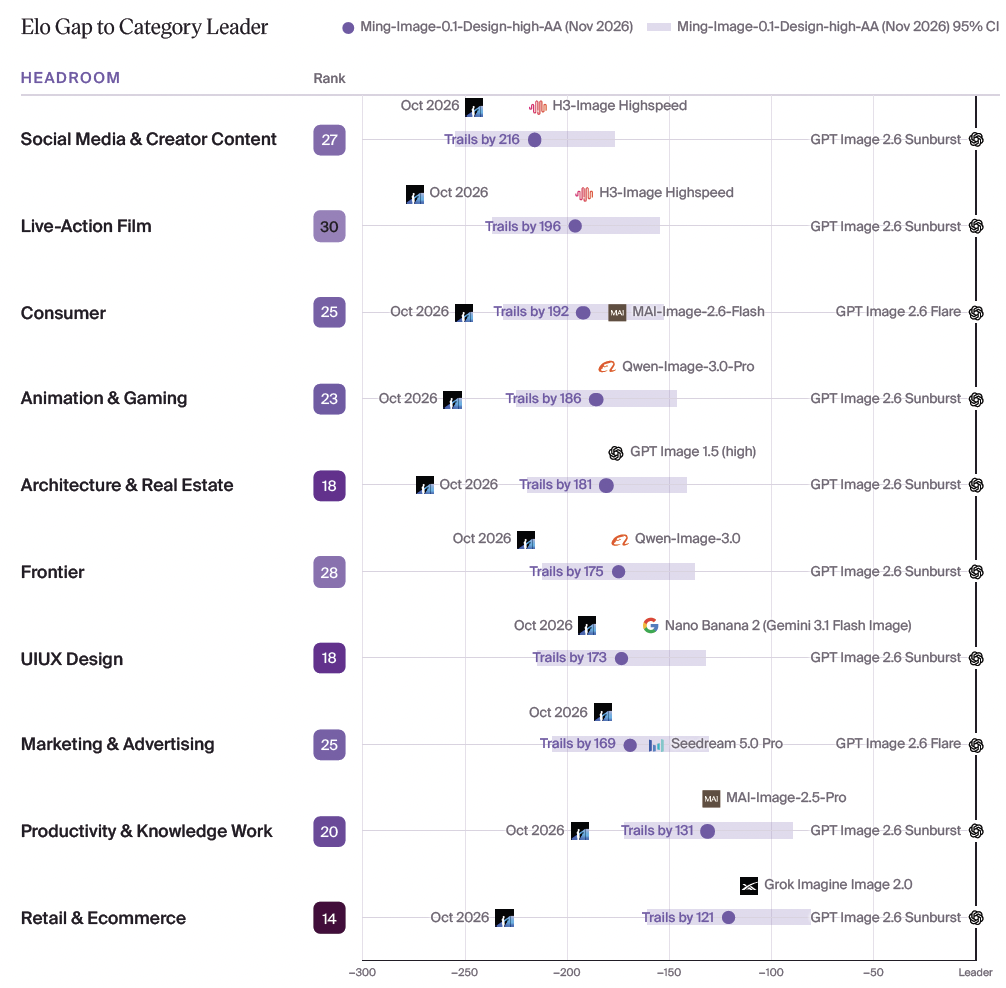 Elo Gap to Category Leader
Ming-Image-0.1-Design-high-AA (Nov 2026)
Ming-Image-0.1-Design-high-AA (Nov 2026) 95% CI
HEADROOM
Rank
Oct 2026
H3-Image Highspeed
Social Media & Creator Content
27
Trails by 216
GPT Image 2.6 Sunburst
Oct 2026
H3-Image Highspeed
Live-Action Film
30
Trails by 196
GPT Image 2.6 Sunburst
Consumer
25
Oct 2026
Trails by 192
MAI
MAI-Image-2.6-Flash
GPT Image 2.6 Flare
Qwen-Image-3.0-Pro
Animation & Gaming
23
Oct 2026
Trails by 186
GPT Image 2.6 Sunburst
GPT Image 1.5 (high)
Architecture & Real Estate
18
Oct 2026
Trails by 181
GPT Image 2.6 Sunburst
Oct 2026
Qwen-Image-3.0
Frontier
28
Trails by 175
GPT Image 2.6 Sunburst
Oct 2026
Nano Banana 2 (Gemini 3.1 Flash Image)
UIUX Design
18
Trails by 173
GPT Image 2.6 Sunburst
Oct 2026
Marketing & Advertising
25
Trails by 169
Seedream 5.0 Pro
GPT Image 2.6 Flare
MAI
MAI-Image-2.5-Pro
Productivity & Knowledge Work
20
Oct 2026
Trails by 131
GPT Image 2.6 Sunburst
Grok Imagine Image 2.0
Retail & Ecommerce
14
Oct 2026
Trails by 121
GPT Image 2.6 Sunburst
−300
−250
−200
−150
−100
−50
Leader